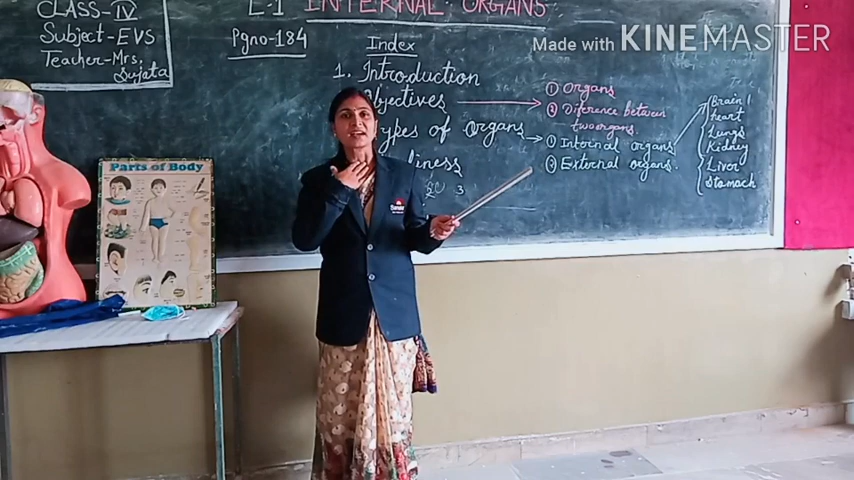 CLASS-IV
Subject-EVS
Teacher-Mrs.
Sujata
L-1 INTERNAL ORGANS
Pgno-184
Index
1. Introduction
Objectives
ypes of Organs
liness
① Organs
② Diference between
two organs
① Internal organs
② External organs.
Brain
heart
Lungs
Kidney
Liver
Stomach
Parts of Body
Made with KINEMASTER